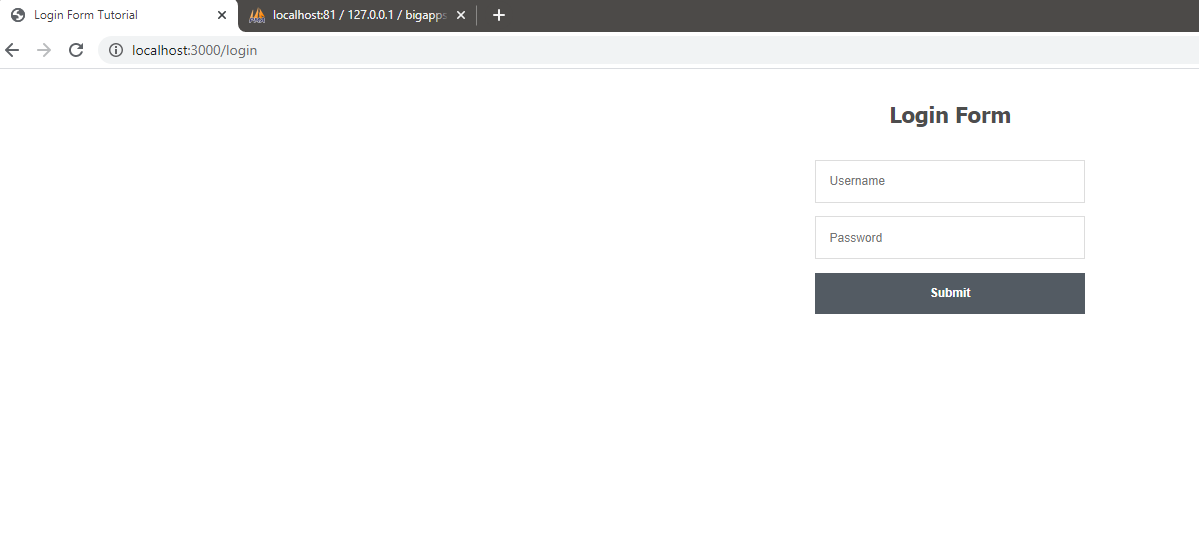 Login Form Tutorial
localhost:81 / 127.0.0.1 / bigapps
localhost:3000/login
Login Form
Username
Password
Submit